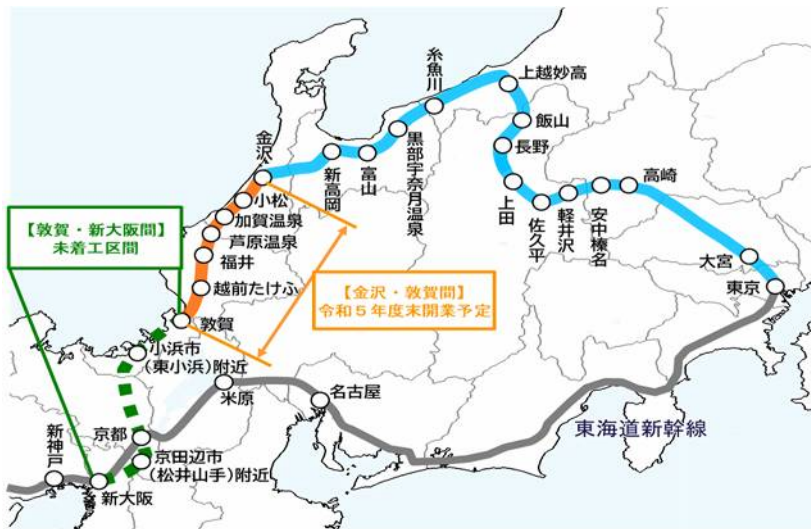 糸魚川
上越妙高
飯山
長野
金沢
新高岡
富山
黒部宇奈月温泉
上田
佐久平
軽井沢
安中榛名
高崎
大宮
東京
小松
加賀温泉
芦原温泉
福井
越前たけふ
敦賀
【敦賀・新大阪間】
未着工区間
【金沢・敦賀間】
令和5年度末開業予定
小浜市
(東小浜)附近
米原
名古屋
東海道新幹線
京都
京田辺市
(松井山手)附近
新神戸
新大阪